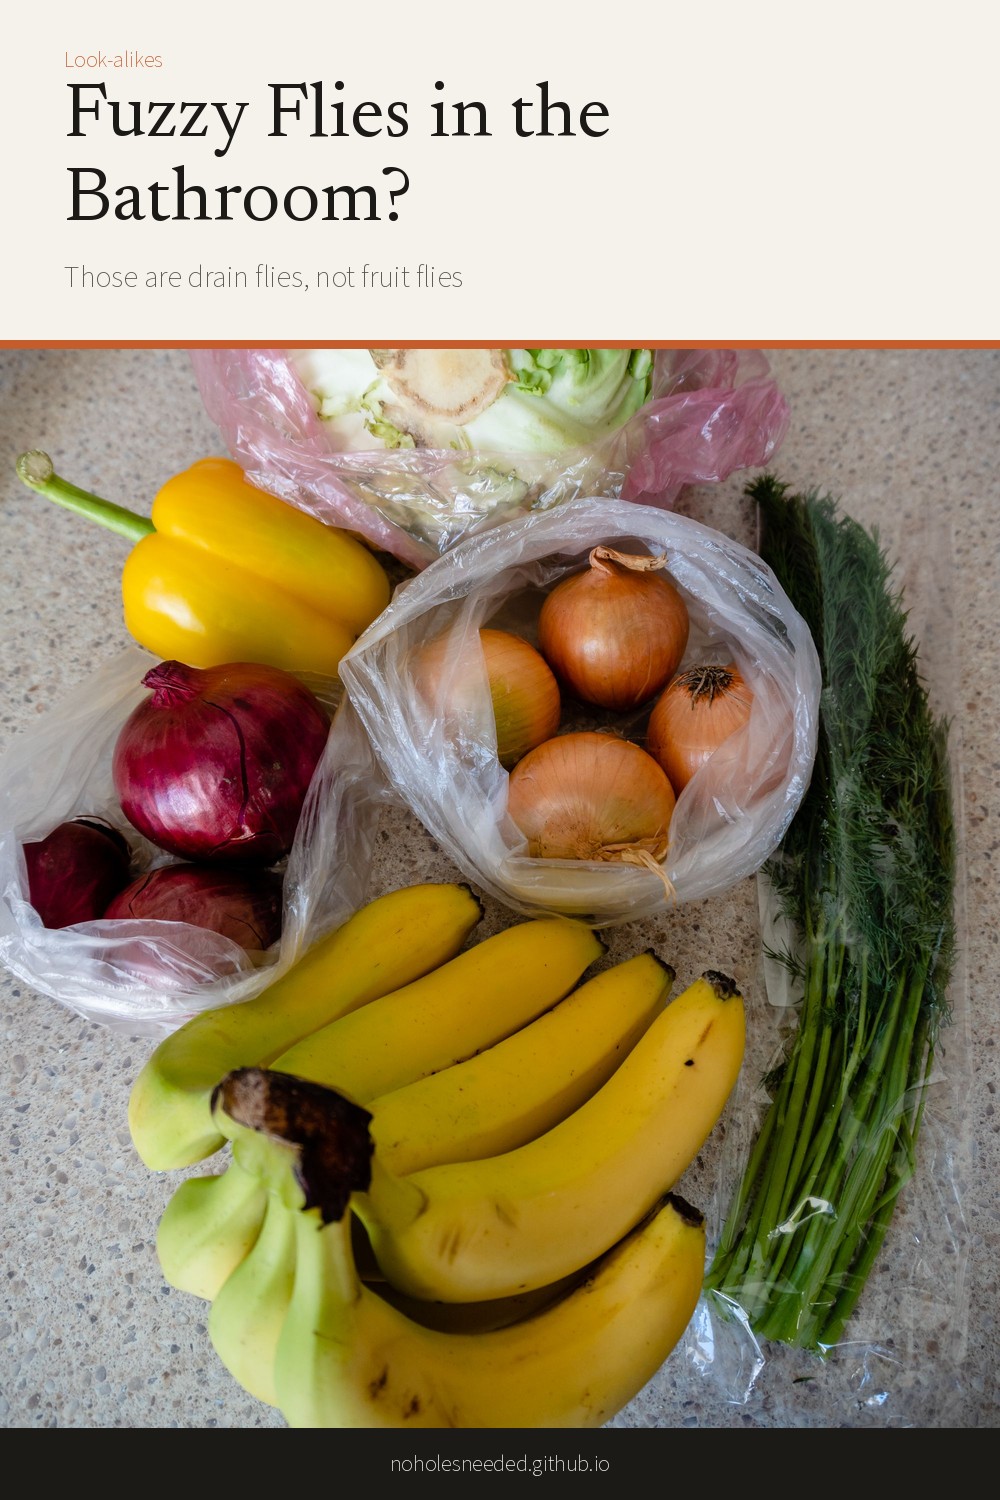 Look-alikes
Fuzzy Flies in the
Bathroom?
Those are drain flies, not fruit flies
noholesneeded.github.io